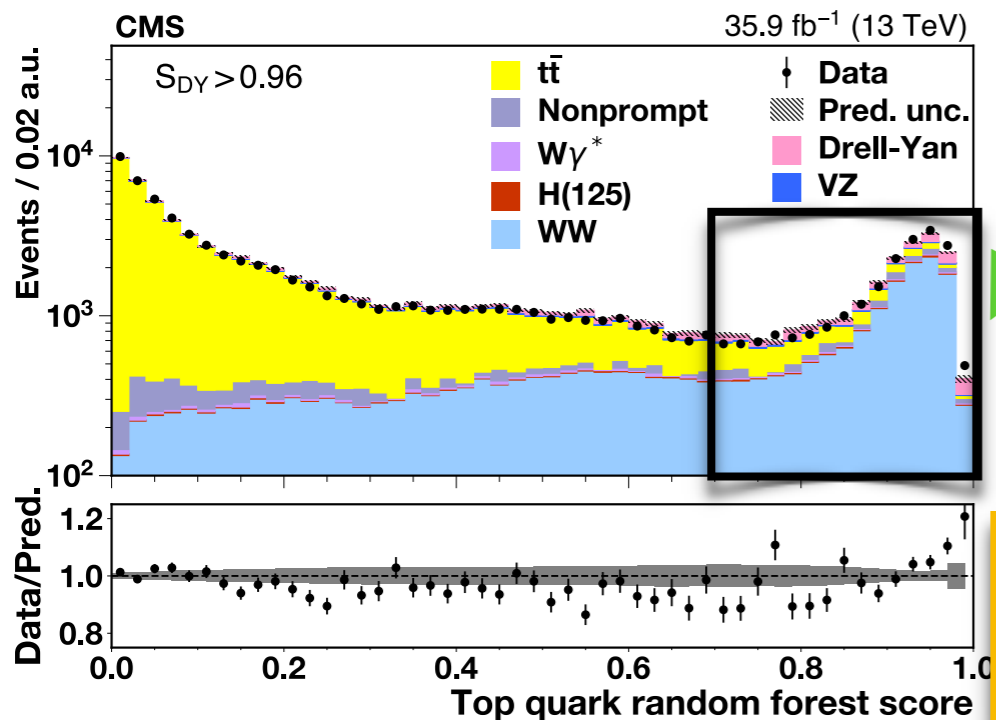 CMS 35.9 fb⁻¹ (13 TeV)
S_DY > 0.96
tt̄
Nonprompt
Wγ*
H(125)
WW
Data
Pred. unc.
Drell-Yan
VZ
Events / 0.02 a.u.
10⁴
10³
10²
Data/Pred.
1.2
1.0
0.8
0.0 0.2 0.4 0.6 0.8 1.0
Top quark random forest score